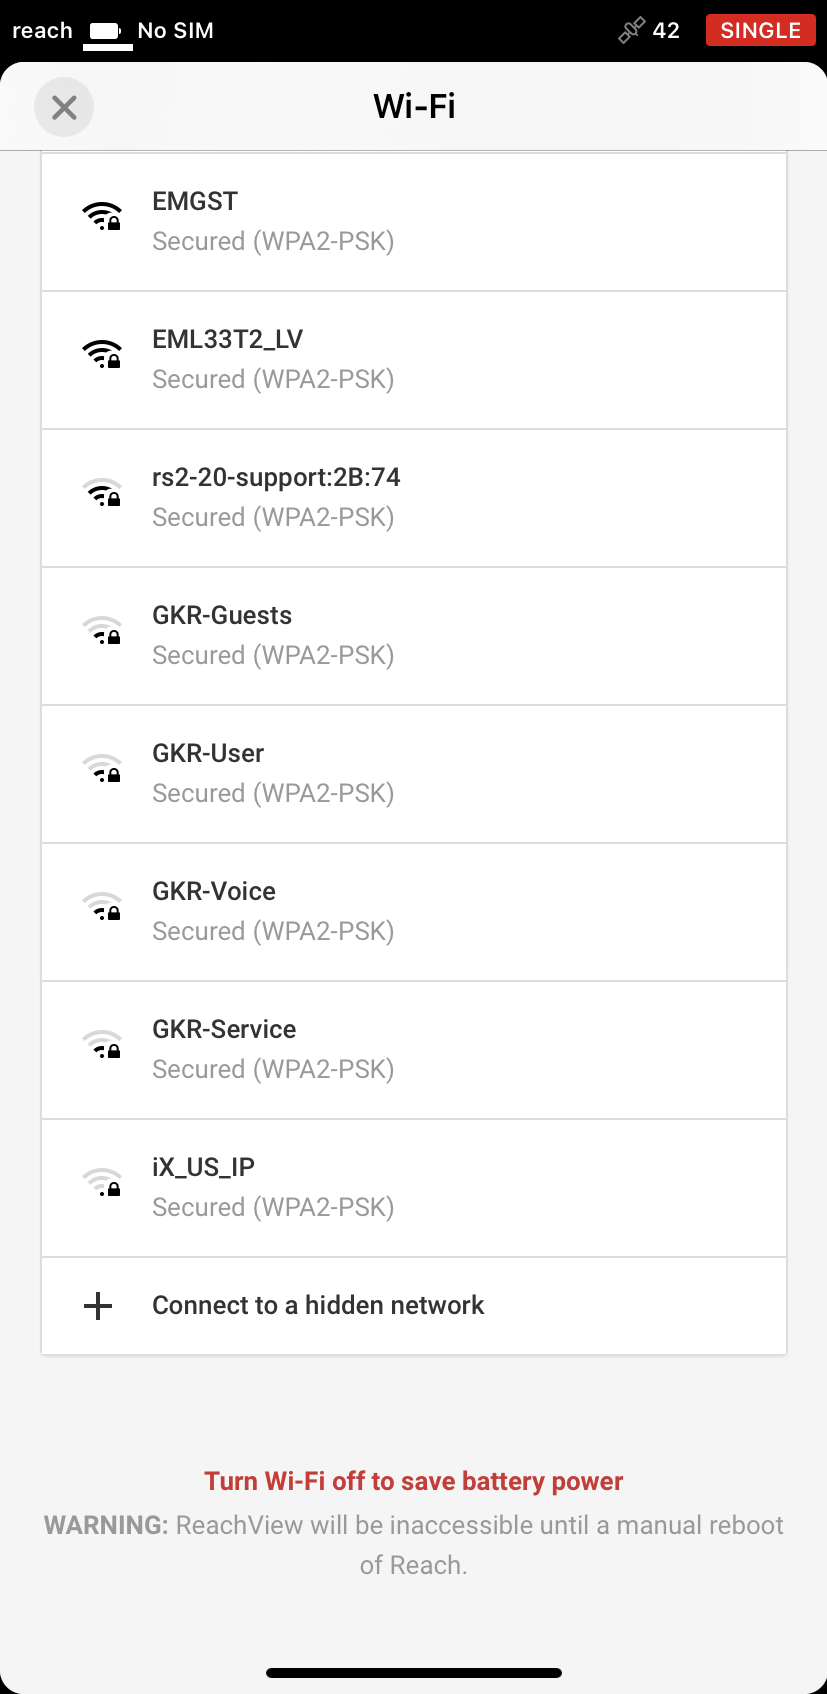 reach No SIM 42 SINGLE
Wi-Fi
EMGST
Secured (WPA2-PSK)
EML33T2_LV
Secured (WPA2-PSK)
rs2-20-support:2B:74
Secured (WPA2-PSK)
GKR-Guests
Secured (WPA2-PSK)
GKR-User
Secured (WPA2-PSK)
GKR-Voice
Secured (WPA2-PSK)
GKR-Service
Secured (WPA2-PSK)
iX_US_IP
Secured (WPA2-PSK)
Connect to a hidden network
Turn Wi-Fi off to save battery power
WARNING: ReachView will be inaccessible until a manual reboot
of Reach.